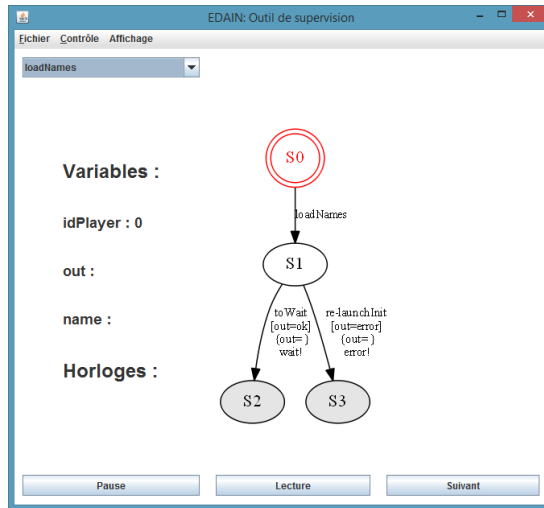 EDAIN: Outil de supervision
Fichier Contrôle Affichage
loadNames
S0
Variables :
loadNames
idPlayer : 0
S1
out :
toWait re-launchInit
[out=ok] [out=error]
name :
{out= } {out= }
wait! error!
Horloges :
S2 S3
Pause Lecture Suivant